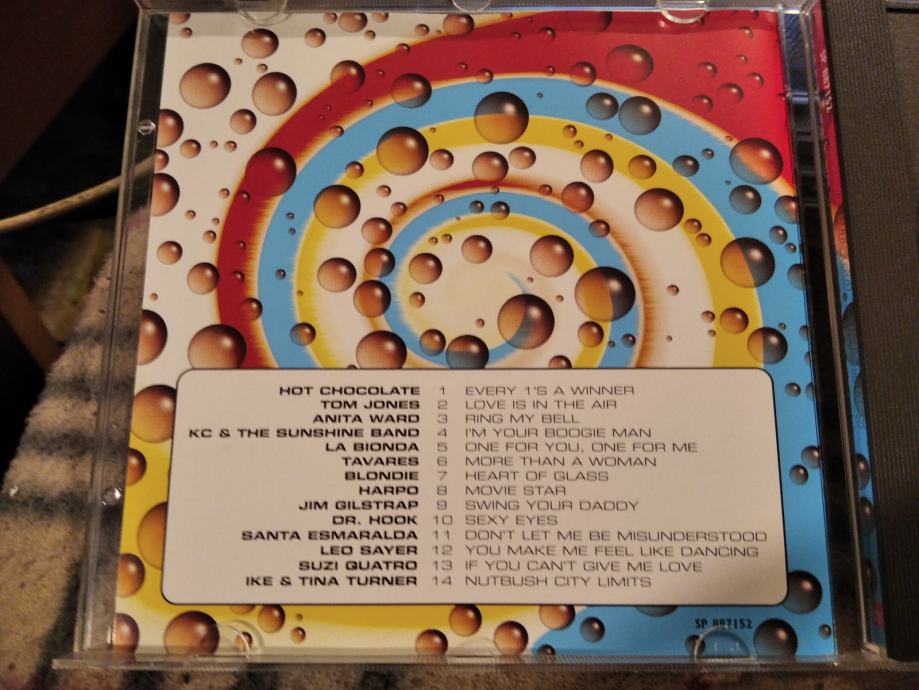 HOT CHOCOLATE 1 EVERY 1'S A WINNER
TOM JONES 2 LOVE IS IN THE AIR
ANITA WARD 3 RING MY BELL
KC & THE SUNSHINE BAND 4 I'M YOUR BOOGIE MAN
LA BIONDA 5 ONE FOR YOU, ONE FOR ME
TAVARES 6 MORE THAN A WOMAN
BLONDIE 7 HEART OF GLASS
HARPO 8 MOVIE STAR
JIM GILSTRAP 9 SWING YOUR DADDY
DR. HOOK 10 SEXY EYES
SANTA ESMARALDA 11 DON'T LET ME BE MISUNDERSTOOD
LEO SAYER 12 YOU MAKE ME FEEL LIKE DANCING
SUZI QUATRO 13 IF YOU CAN'T GIVE ME LOVE
IKE & TINA TURNER 14 NUTBUSH CITY LIMITS
SP 887152